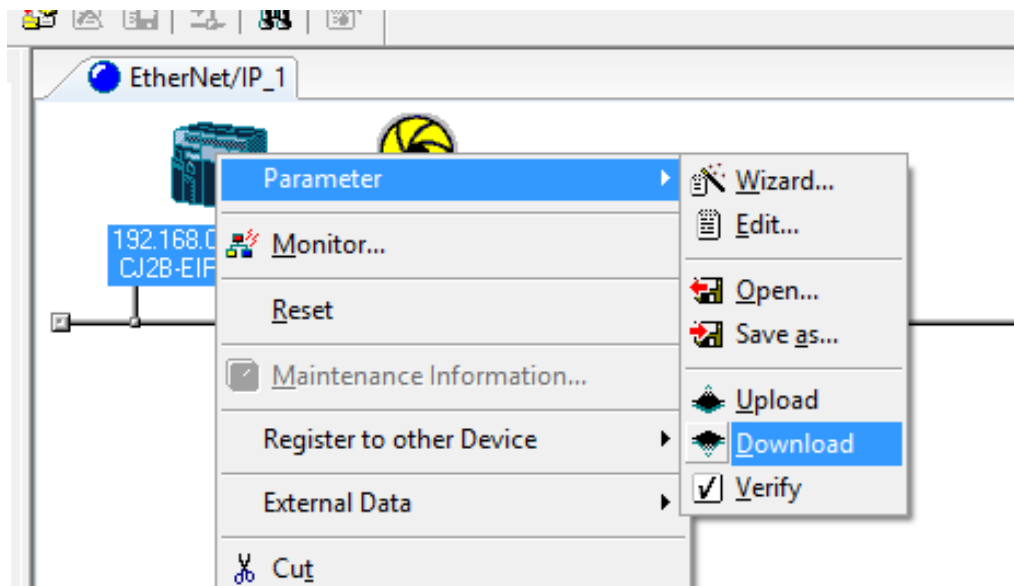 EtherNet/IP_1
192.168.0
CJ2B-EIF
Parameter
Monitor...
Reset
Maintenance Information...
Register to other Device
External Data
Cut
Wizard...
Edit...
Open...
Save as...
Upload
Download
Verify